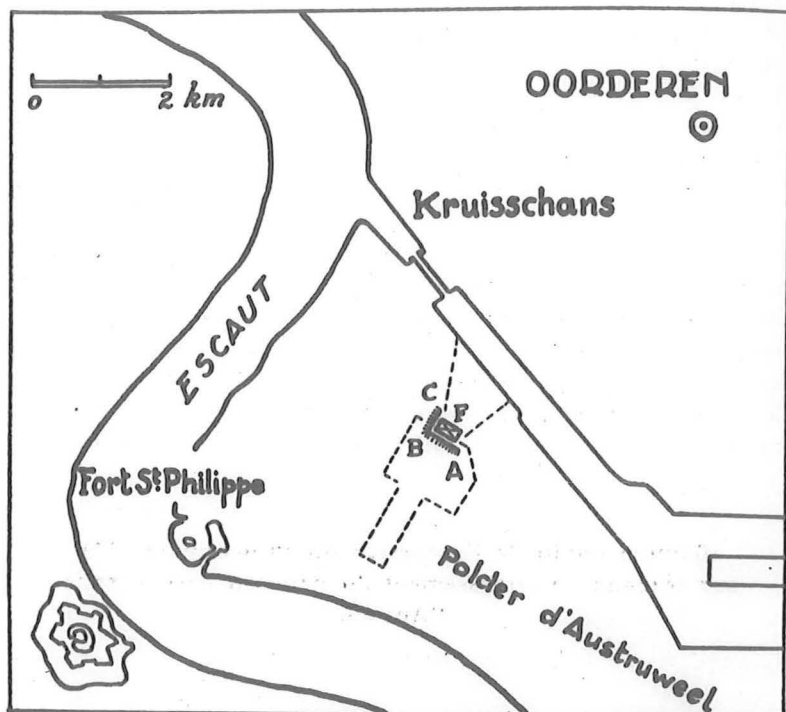 OORDEREN
0 2 km
Kruisschans
ESCAUT
C
F
B
A
Fort St Philippe
Polder d'Austruweel